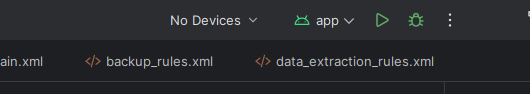 No Devices app
ain.xml backup_rules.xml data_extraction_rules.xml